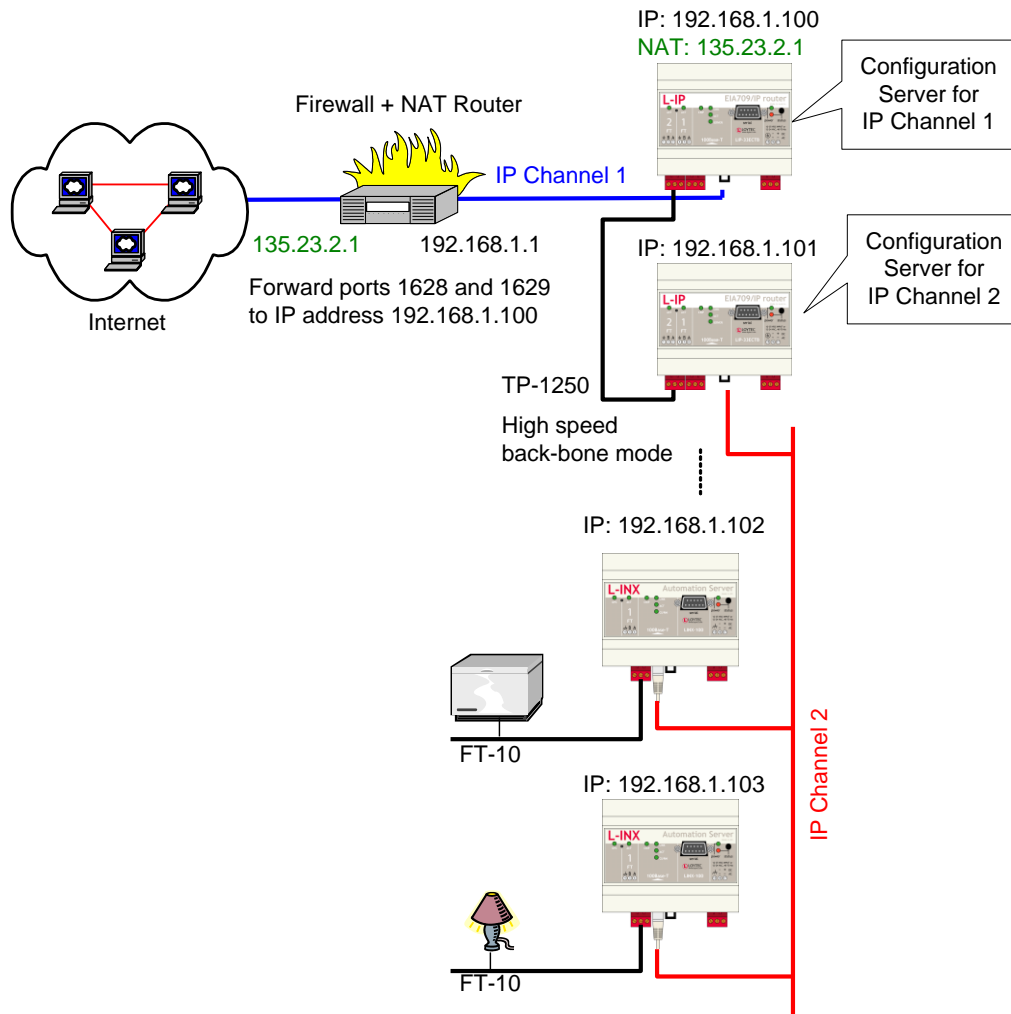 IP: 192.168.1.100
NAT: 135.23.2.1
Configuration
Server for
IP Channel 1
Firewall + NAT Router
L-IP
EIA709/IP router
IP Channel 1
135.23.2.1
192.168.1.1
Forward ports 1628 and 1629
to IP address 192.168.1.100
Internet
IP: 192.168.1.101
Configuration
Server for
IP Channel 2
L-IP
EIA709/IP router
TP-1250
High speed
back-bone mode
IP: 192.168.1.102
L-INX
Automation Server
FT-10
IP Channel 2
IP: 192.168.1.103
L-INX
Automation Server
FT-10